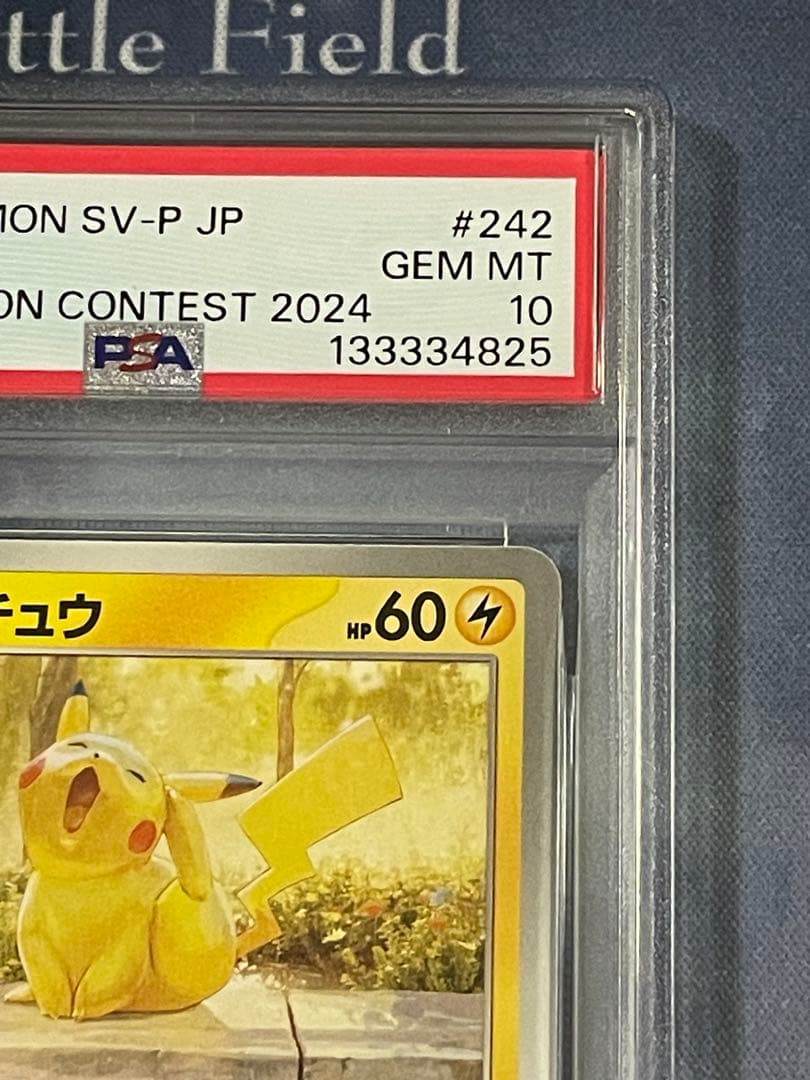 ttle Field
MON SV-P JP #242
GEM MT
ON CONTEST 2024 10
PSA 133334825
チュウ HP60